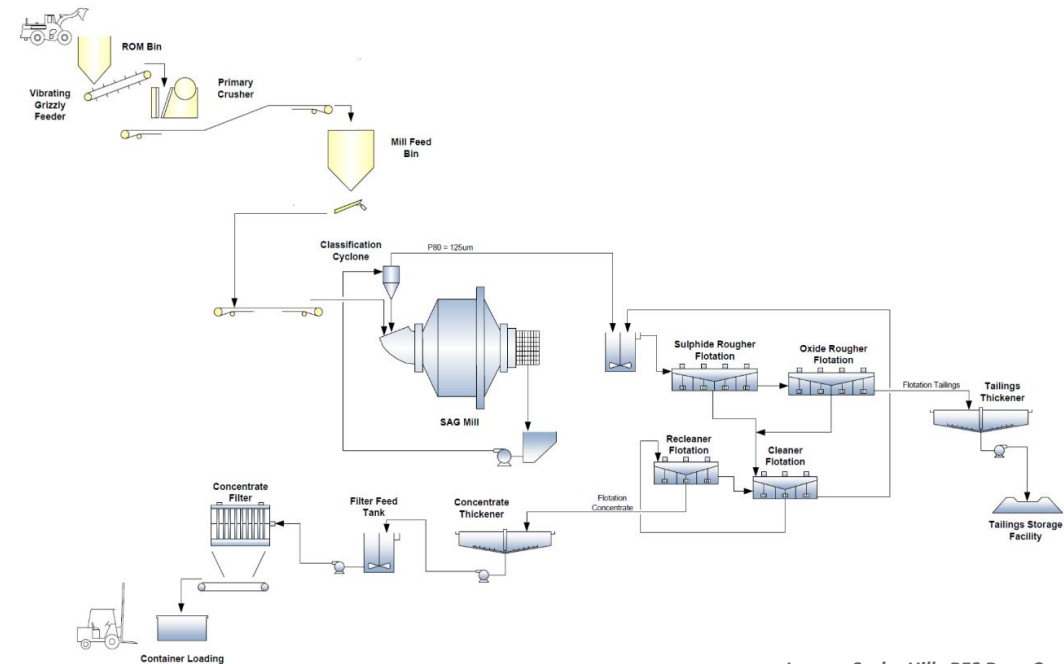 ROM Bin
Vibrating
Grizzly
Feeder
Primary
Crusher
Mill Feed
Bin
Classification
Cyclone
P80 = 125um
SAG Mill
Sulphide Rougher
Flotation
Oxide Rougher
Flotation
Flotation Tailings
Tailings
Thickener
Recleaner
Flotation
Cleaner
Flotation
Tailings Storage
Facility
Flotation
Concentrate
Concentrate
Thickener
Filter Feed
Tank
Concentrate
Filter
Container Loading